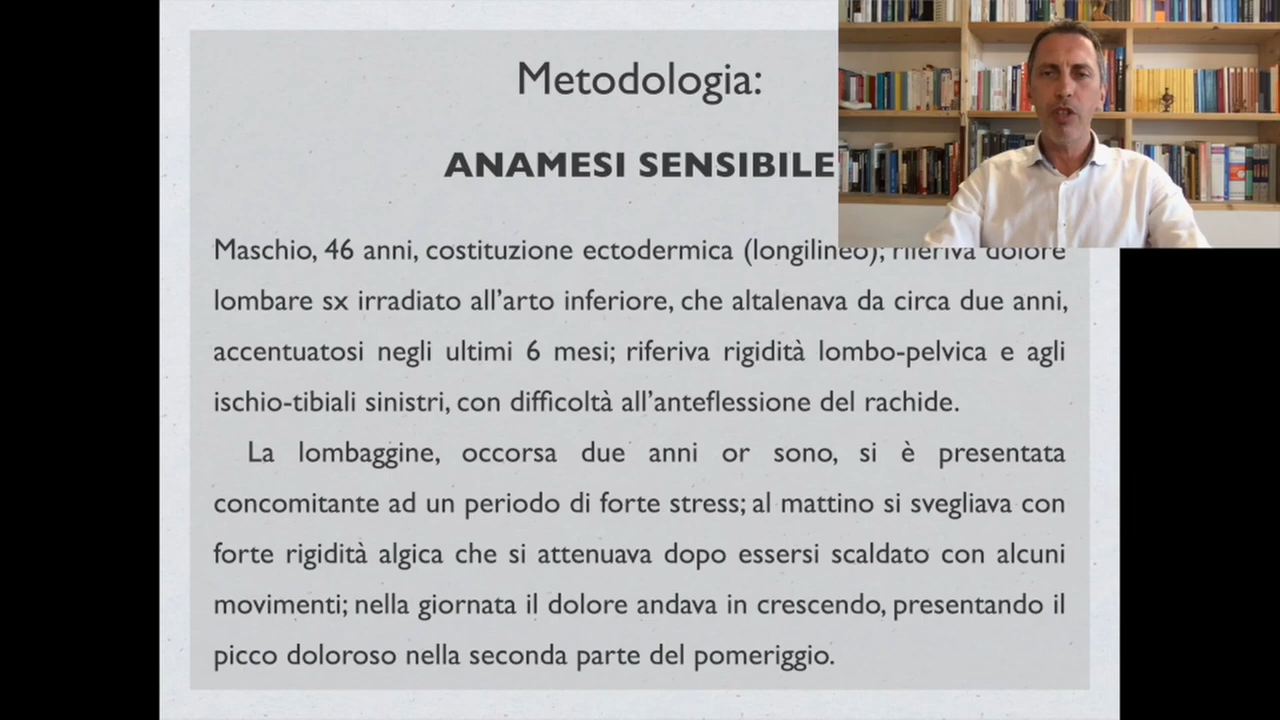 Metodologia:
ANAMESI SENSIBILE
Maschio, 46 anni, costituzione ectodermica (longilineo); riferiva dolore
lombare sx irradiato all'arto inferiore, che altalenava da circa due anni,
accentuatosi negli ultimi 6 mesi; riferiva rigidità lombo-pelvica e agli
ischio-tibiali sinistri, con difficoltà all'anteflessione del rachide.
La lombaggine, occorsa due anni or sono, si è presentata
concomitante ad un periodo di forte stress; al mattino si svegliava con
forte rigidità algica che si attenuava dopo essersi scaldato con alcuni
movimenti; nella giornata il dolore andava in crescendo, presentando il
picco doloroso nella seconda parte del pomeriggio.